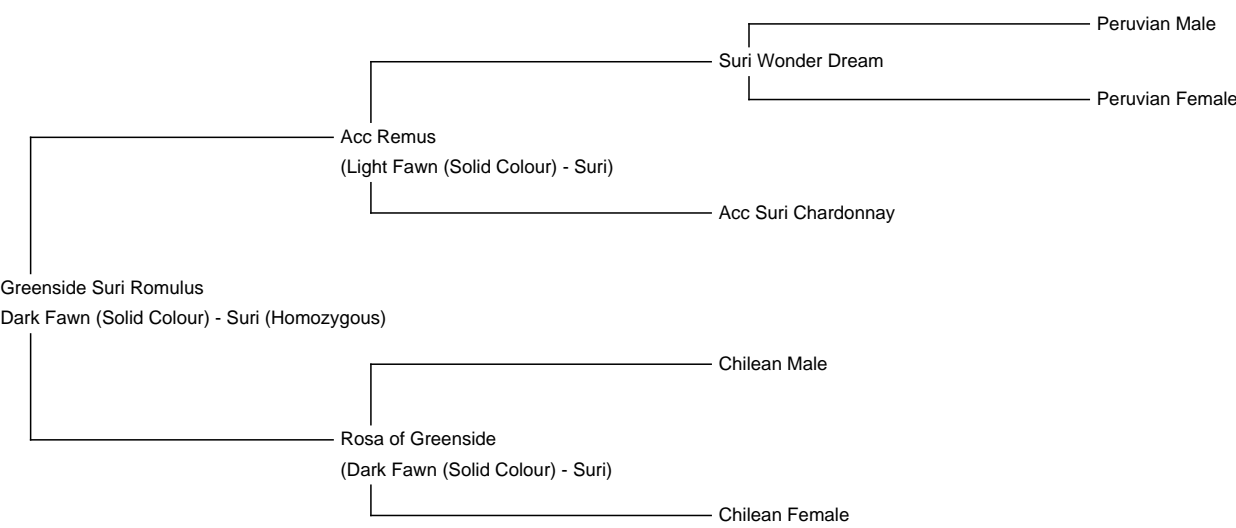 Peruvian Male
Suri Wonder Dream
Peruvian Female
Acc Remus
(Light Fawn (Solid Colour) - Suri)
Acc Suri Chardonnay
Greenside Suri Romulus
Dark Fawn (Solid Colour) - Suri (Homozygous)
Chilean Male
Rosa of Greenside
(Dark Fawn (Solid Colour) - Suri)
Chilean Female